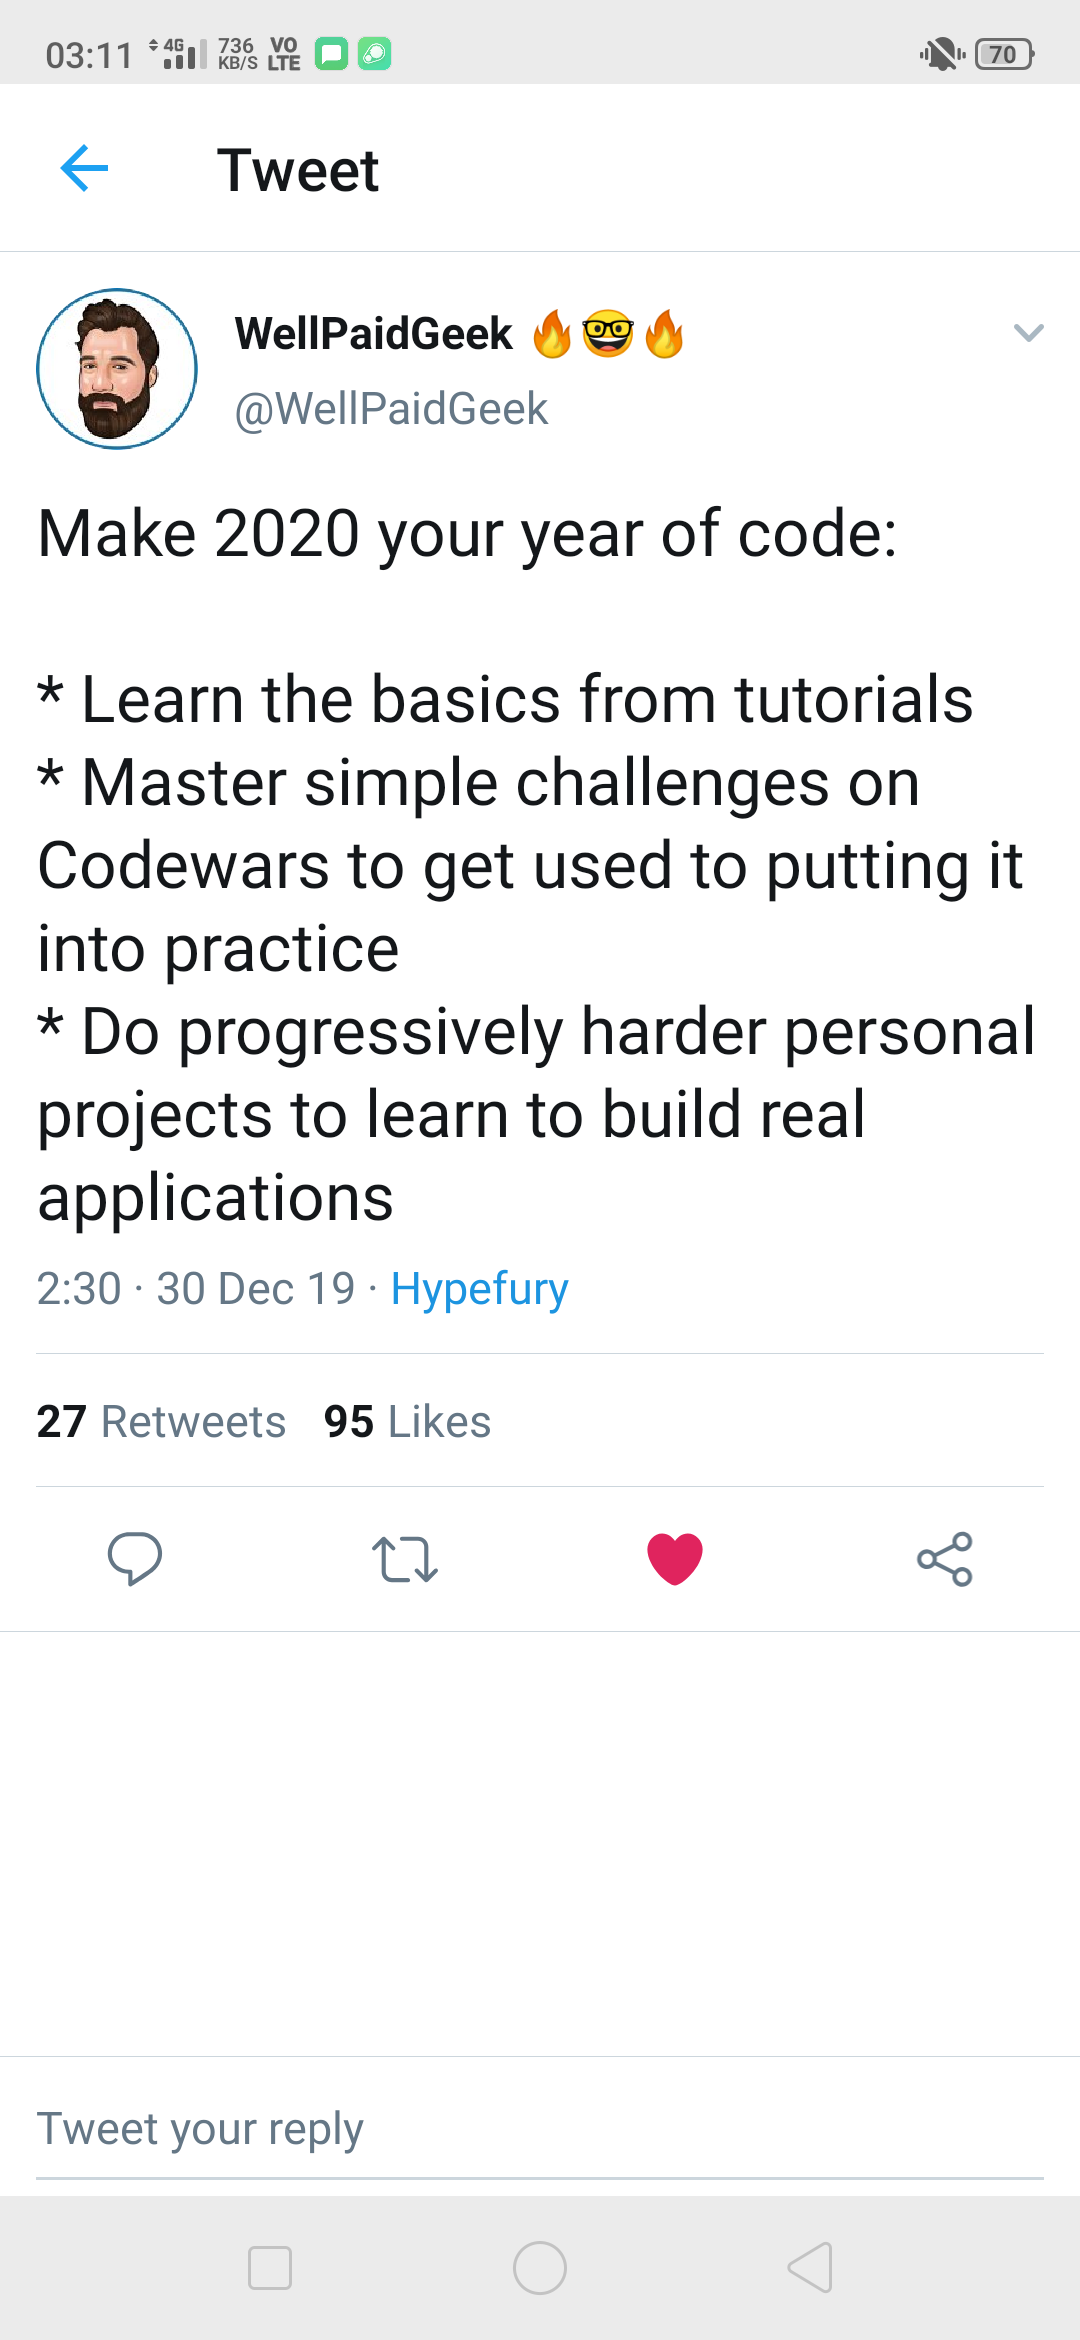 03:11 4G 736 KB/S VO LTE 70
Tweet
WellPaidGeek 🔥🤓🔥
@WellPaidGeek
Make 2020 your year of code:
* Learn the basics from tutorials
* Master simple challenges on
Codewars to get used to putting it
into practice
* Do progressively harder personal
projects to learn to build real
applications
2:30 · 30 Dec 19 · Hypefury
27 Retweets 95 Likes
Tweet your reply